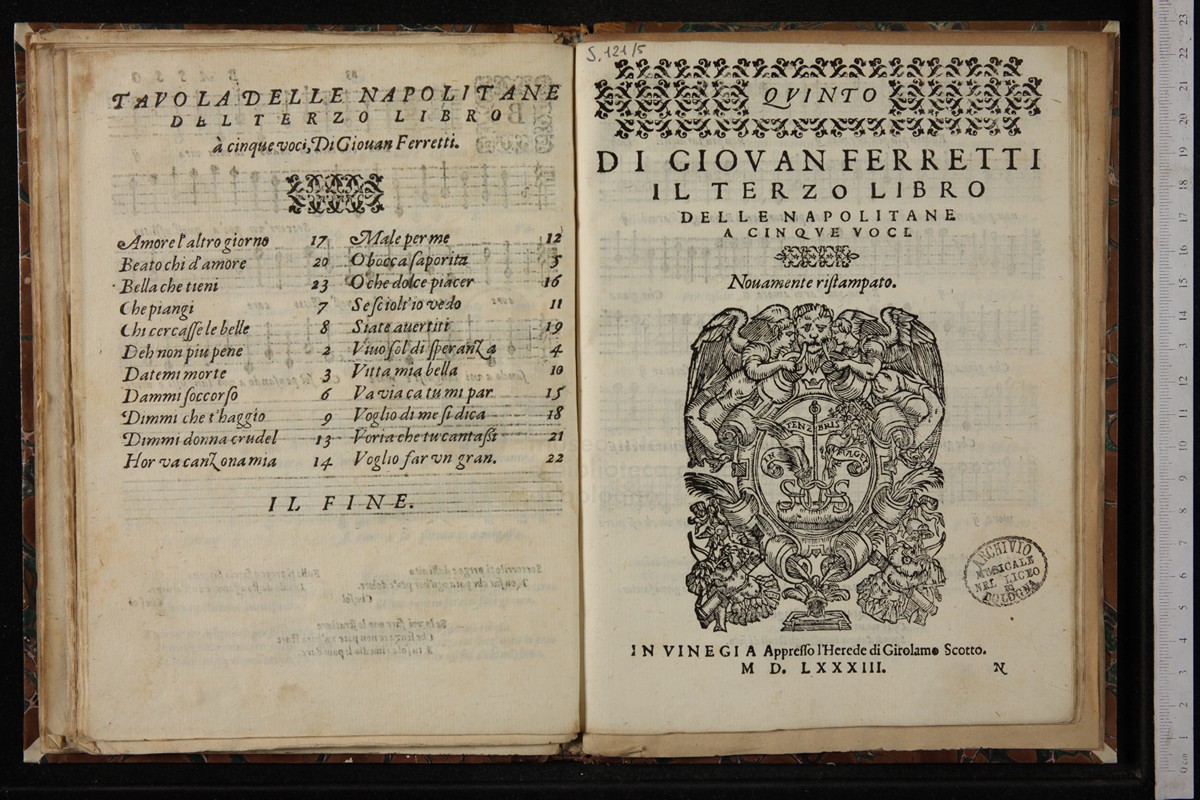 TAVOLA DELLE NAPOLITANE
DEL TERZO LIBRO
à cinque voci, Di Giouan Ferretti.
Amore l'altro giorno 17
Beato chi d'amore 20
Bella che tieni 23
Che piangi 7
Chi cercasse le belle 8
Deh non piu pene 2
Datemi morte 3
Dammi soccorso 6
Dimmi che t'haggio 9
Dimmi donna crudel 13
Hor va canzona mia 14
Male per me 12
O bocca saporita 5
O che dolce piacer 16
Se sciolt'io vedo 11
Siate auertiti 19
Viuo sol di speranza 4
Vitta mia bella 10
Va via ca tu mi par 15
Voglio di me si dica 18
Voria che tu cantaßi 21
Voglio far vn gran. 22
IL FINE.
S. 121/5
QVINTO
DI GIOVAN FERRETTI
IL TERZO LIBRO
DELLE NAPOLITANE
A CINQVE VOCI.
Nouamente ristampato.
TENEBRIS
IN FVLGET
ARCHIVIO
MUSICALE
NEL LICEO
DI
BOLOGNA
IN VINEGIA Appresso l'Herede di Girolamo Scotto.
M D. LXXXIII.
N